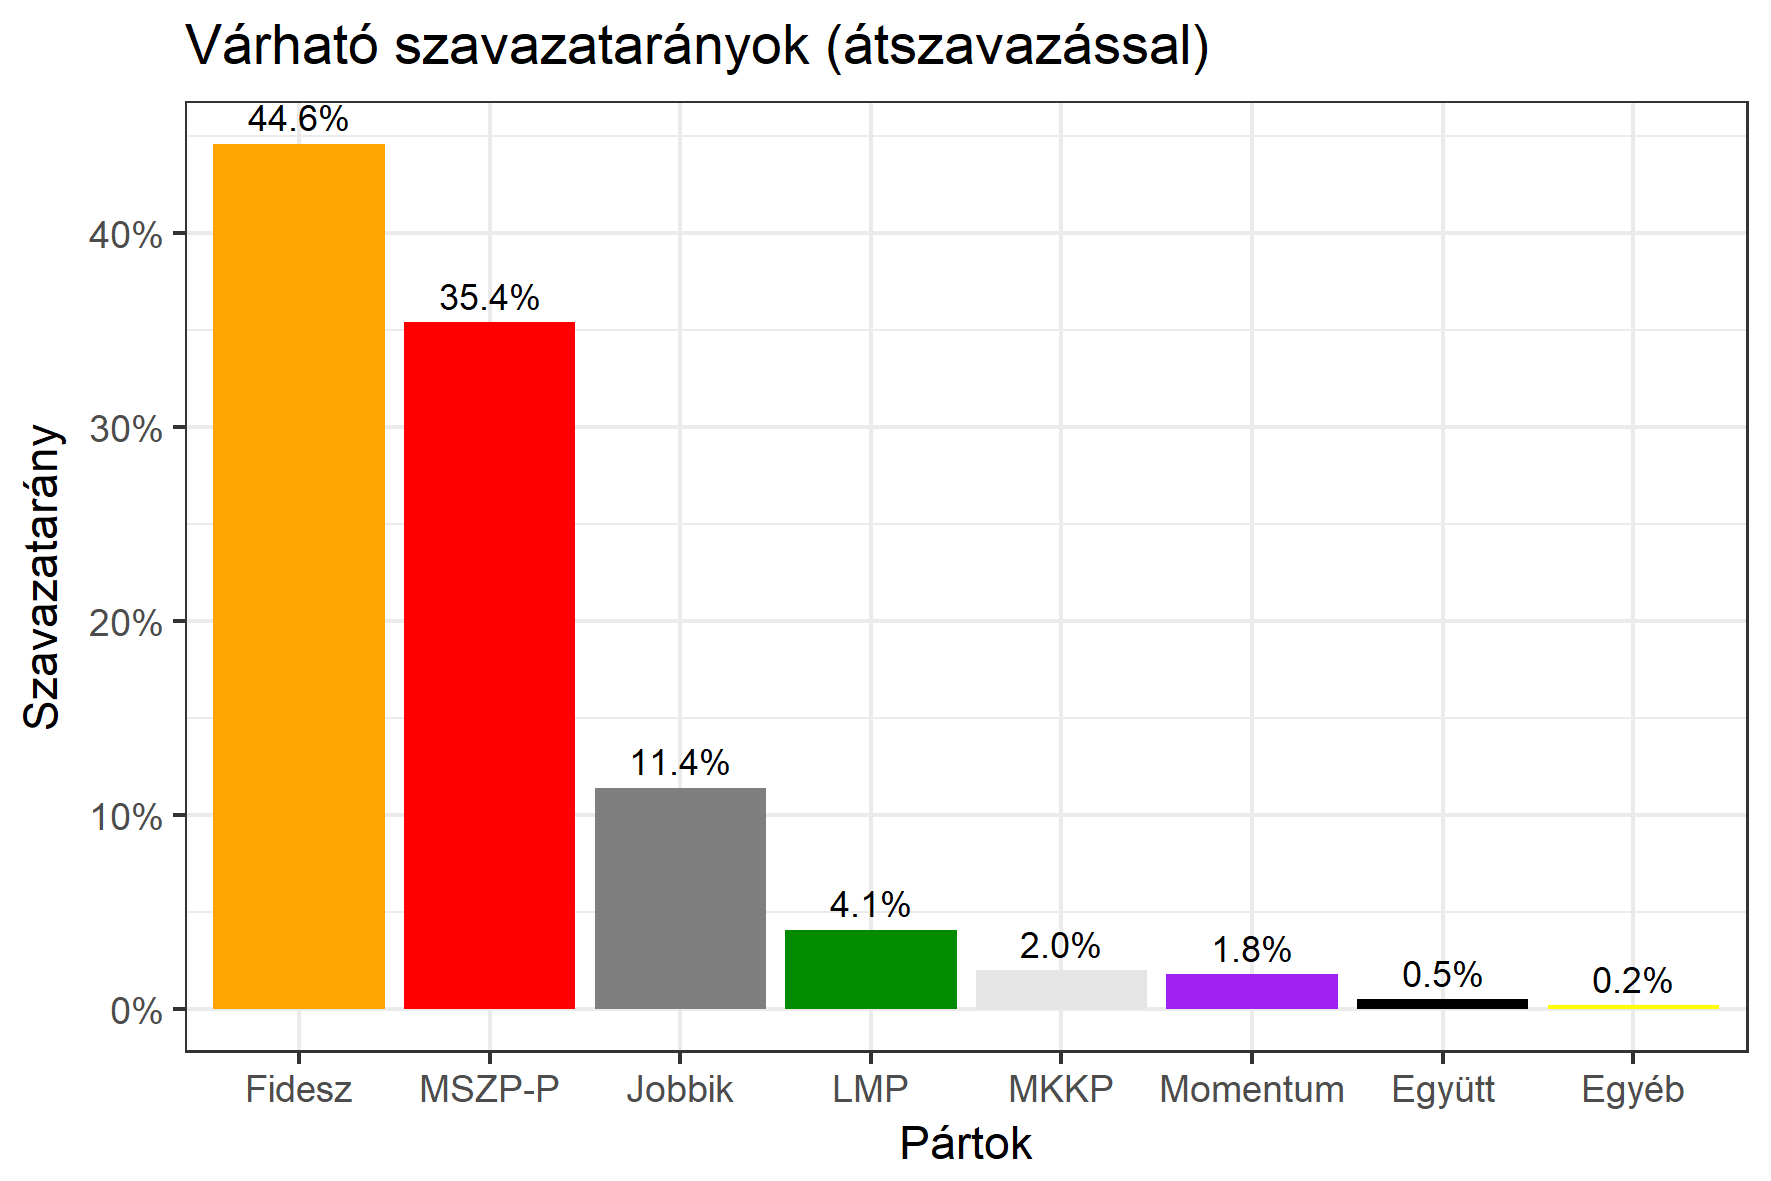 Várható szavazatarányok (átszavazással)
44.6%
35.4%
11.4%
4.1%
2.0%
1.8%
0.5%
0.2%
40%
30%
20%
10%
0%
Szavazatarány
Fidesz
MSZP-P
Jobbik
LMP
MKKP
Momentum
Együtt
Egyéb
Pártok